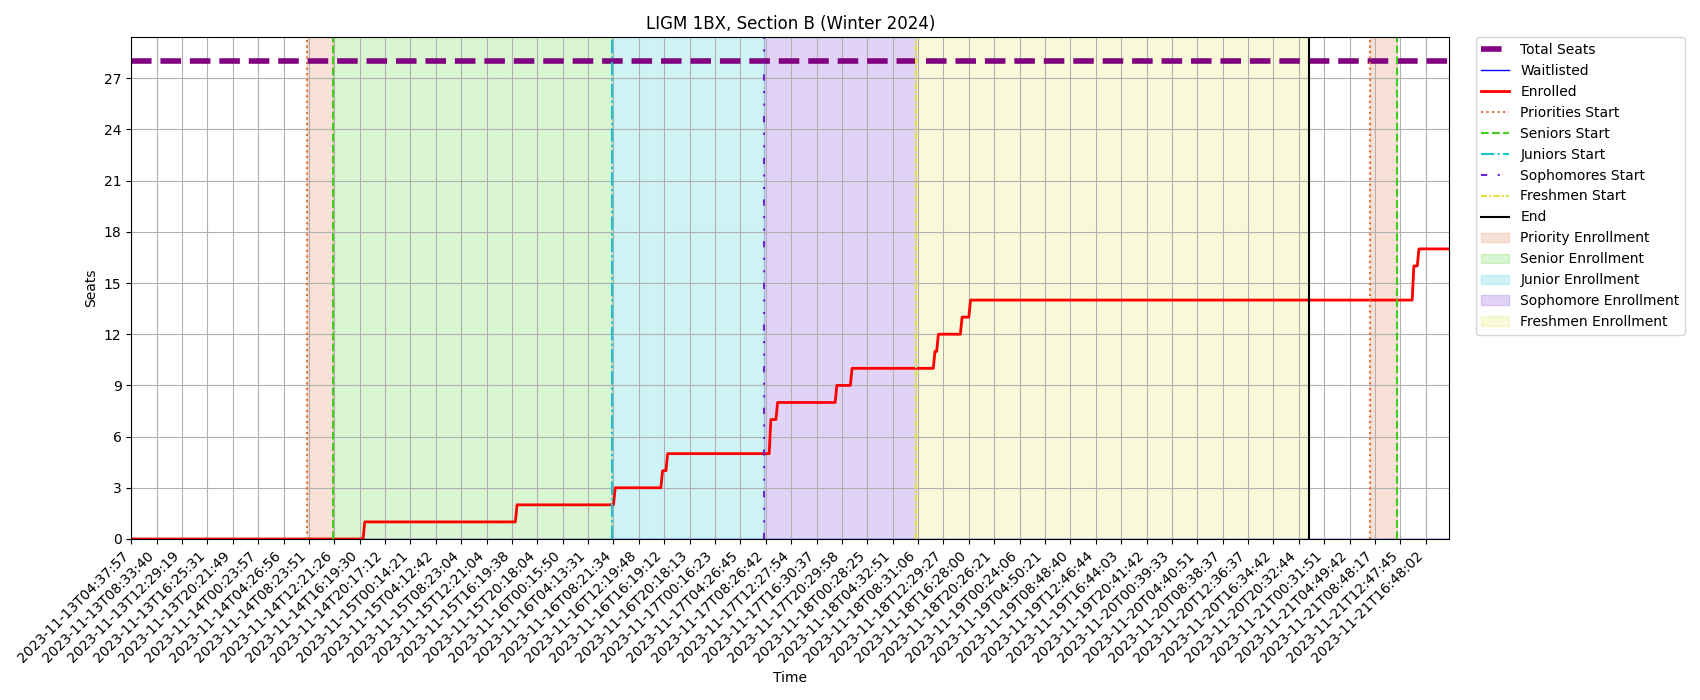 LIGM 1BX, Section B (Winter 2024)
Total Seats
Waitlisted
Enrolled
Priorities Start
Seniors Start
Juniors Start
Sophomores Start
Freshmen Start
End
Priority Enrollment
Senior Enrollment
Junior Enrollment
Sophomore Enrollment
Freshmen Enrollment
Seats
27
24
21
18
15
12
9
6
3
0
2023-11-13T04:37:57
2023-11-13T08:33:40
2023-11-13T12:29:19
2023-11-13T16:25:31
2023-11-13T20:21:49
2023-11-14T00:23:57
2023-11-14T04:26:56
2023-11-14T08:23:51
2023-11-14T12:21:26
2023-11-14T16:19:30
2023-11-14T20:17:12
2023-11-15T00:14:21
2023-11-15T04:12:42
2023-11-15T08:23:04
2023-11-15T12:21:04
2023-11-15T16:19:38
2023-11-15T20:18:04
2023-11-16T00:15:50
2023-11-16T04:13:31
2023-11-16T08:21:34
2023-11-16T12:19:48
2023-11-16T16:19:12
2023-11-16T20:18:13
2023-11-17T00:16:23
2023-11-17T04:26:45
2023-11-17T08:26:42
2023-11-17T12:27:54
2023-11-17T16:30:37
2023-11-17T20:29:58
2023-11-18T00:28:25
2023-11-18T04:32:51
2023-11-18T08:31:06
2023-11-18T12:29:27
2023-11-18T16:28:00
2023-11-18T20:26:21
2023-11-19T00:24:06
2023-11-19T04:50:21
2023-11-19T08:48:40
2023-11-19T12:46:44
2023-11-19T16:44:03
2023-11-19T20:41:42
2023-11-20T00:39:33
2023-11-20T04:40:51
2023-11-20T08:38:37
2023-11-20T12:36:37
2023-11-20T16:34:42
2023-11-20T20:32:44
2023-11-21T00:31:51
2023-11-21T04:49:42
2023-11-21T08:48:17
2023-11-21T12:47:45
2023-11-21T16:48:02
Time